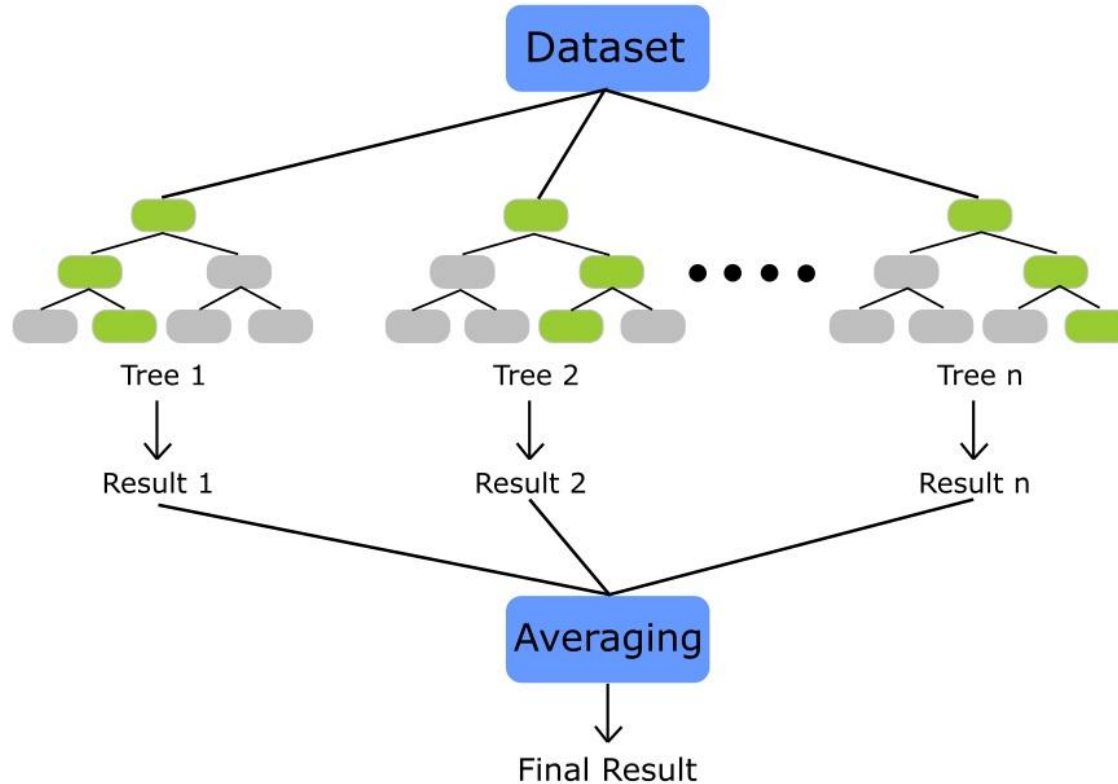 Dataset
Tree 1
Tree 2
Tree n
Result 1
Result 2
Result n
Averaging
Final Result